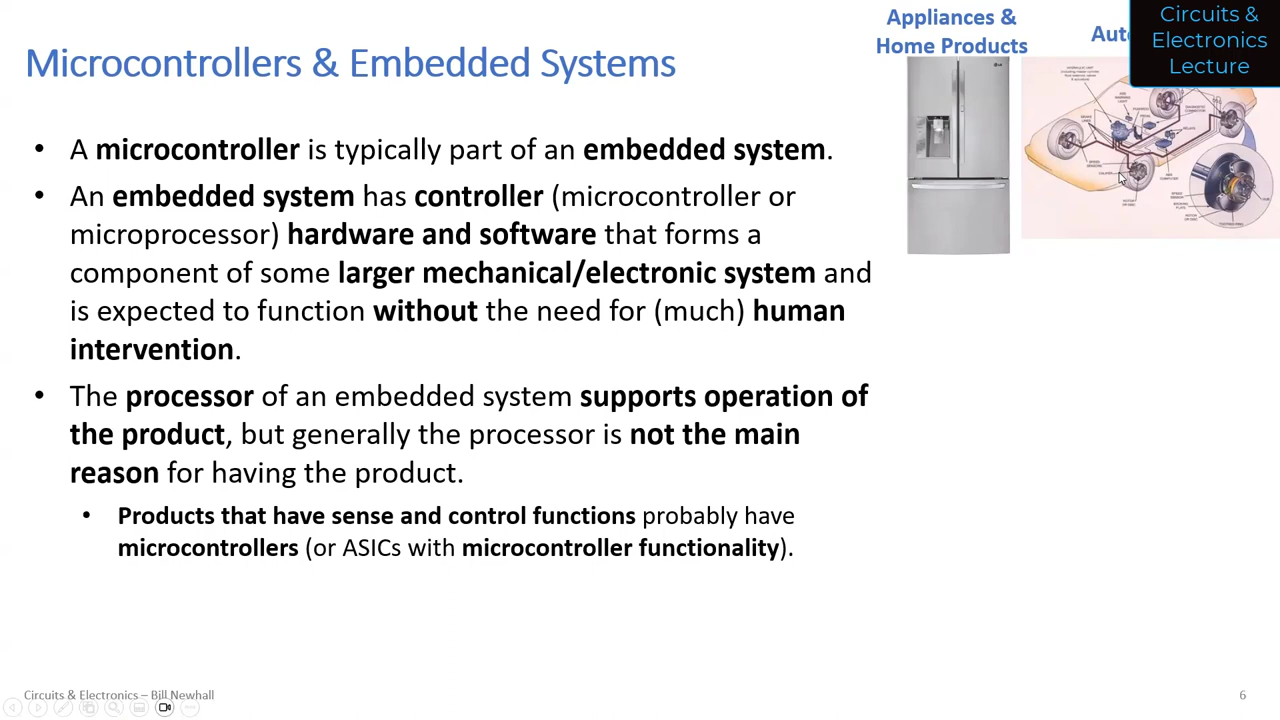 Microcontrollers & Embedded Systems
• A microcontroller is typically part of an embedded system.
• An embedded system has controller (microcontroller or
microprocessor) hardware and software that forms a
component of some larger mechanical/electronic system and
is expected to function without the need for (much) human
intervention.
• The processor of an embedded system supports operation of
the product, but generally the processor is not the main
reason for having the product.
• Products that have sense and control functions probably have
microcontrollers (or ASICs with microcontroller functionality).
Appliances &
Home Products
Auto
Circuits &
Electronics
Lecture
LG
Circuits & Electronics – Bill Newhall
6